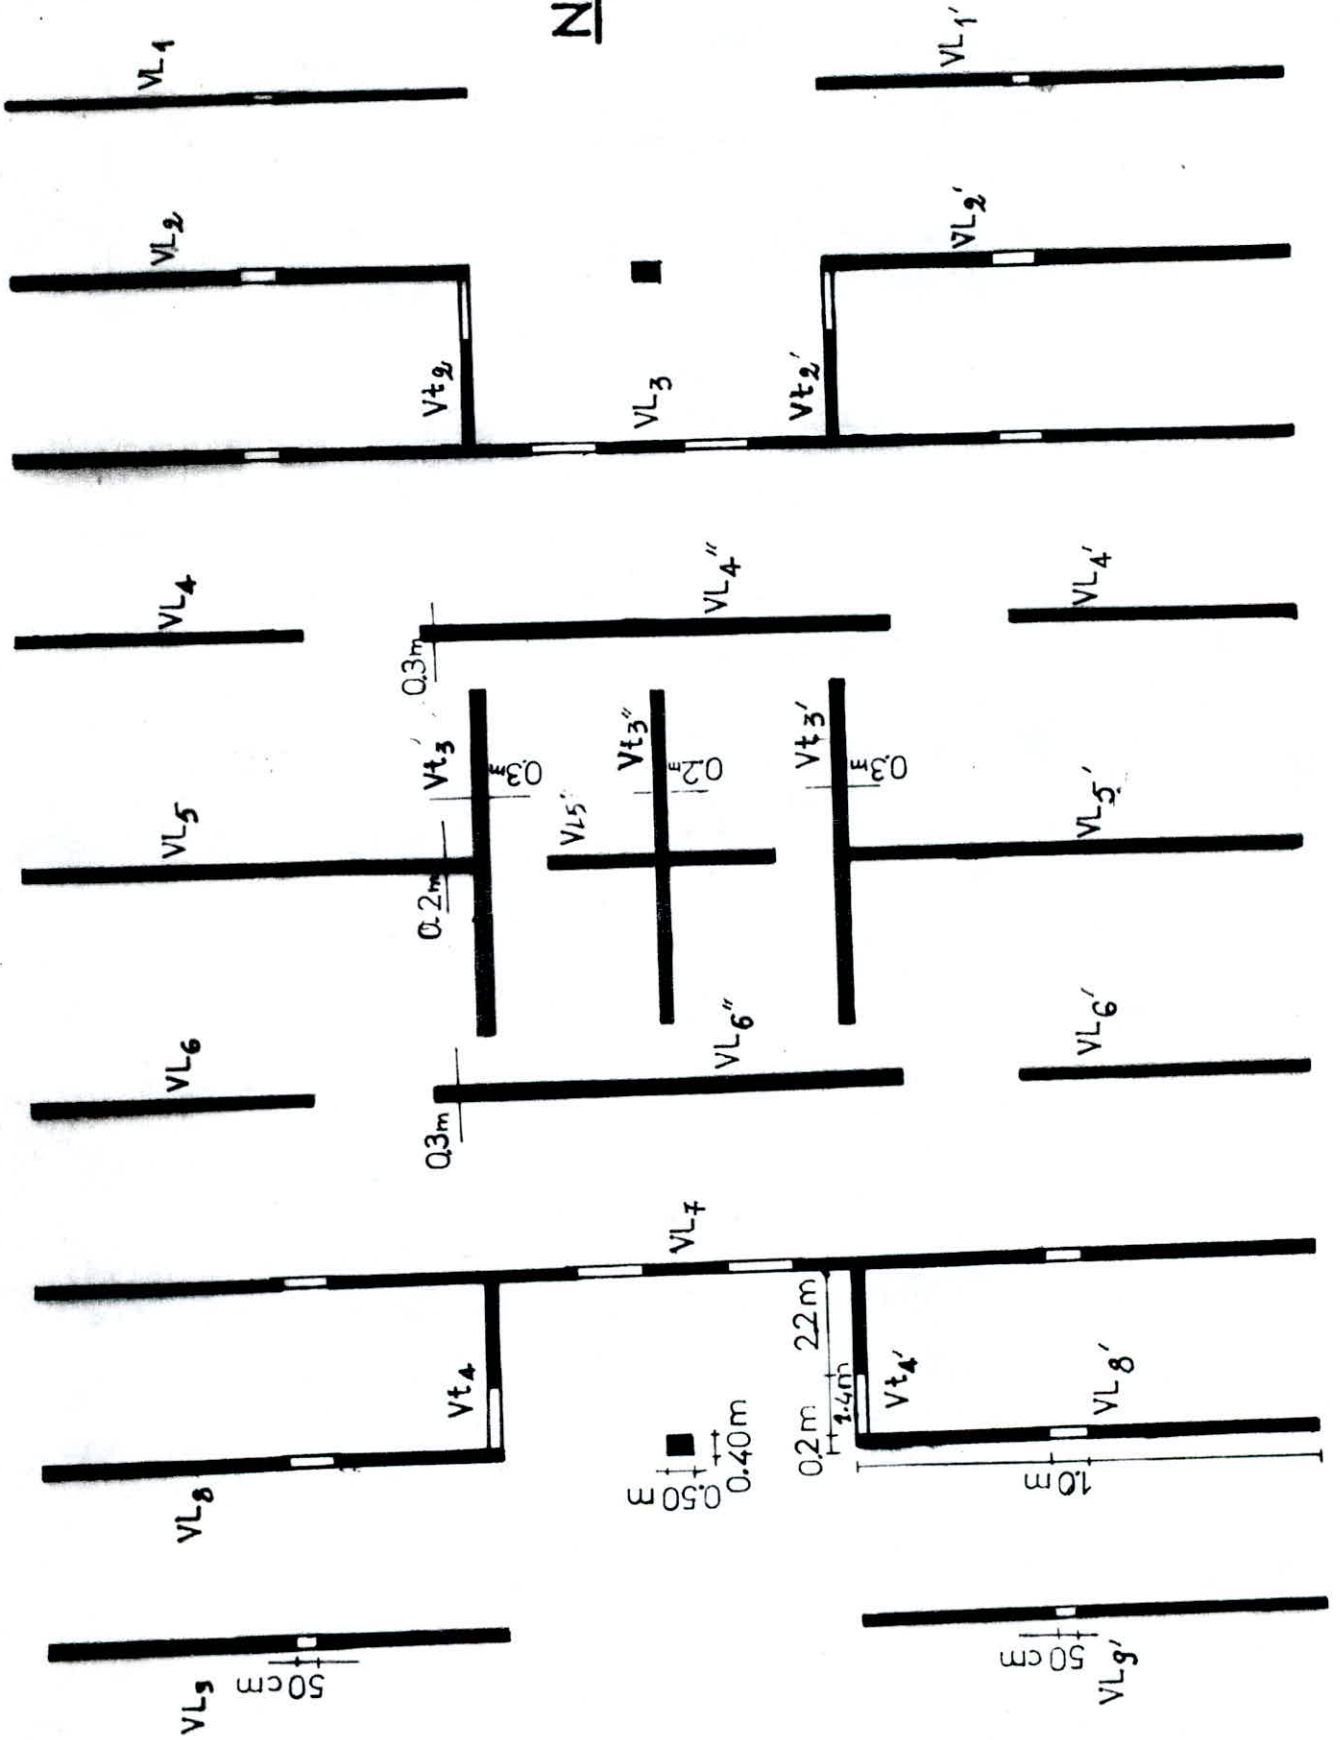 N
VL1
VL1'
VL2
VL2'
Vt2
VL3
Vt2'
VL4
VL4"
VL4'
0.3m
Vt3'
0.3m
Vt3"
0.2m
Vt3'
0.3m
VL5
VL5"
VL5'
0.2m
VL6
VL6"
VL6'
0.3m
VL7
2.2m
Vt4
1.4m
Vt4'
0.2m
VL8
VL8'
0.50m
0.40m
1.0m
VL9
50cm
50cm
VL9'